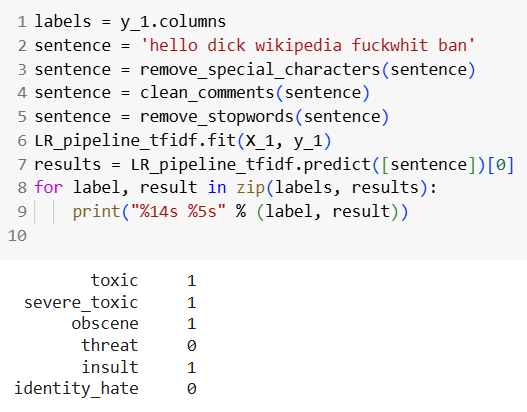 1 labels = y_1.columns
2 sentence = 'hello dick wikipedia fuckwhit ban'
3 sentence = remove_special_characters(sentence)
4 sentence = clean_comments(sentence)
5 sentence = remove_stopwords(sentence)
6 LR_pipeline_tfidf.fit(X_1, y_1)
7 results = LR_pipeline_tfidf.predict([sentence])[0]
8 for label, result in zip(labels, results):
9     print("%14s %5s" % (label, result))
10
toxic 1
severe_toxic 1
obscene 1
threat 0
insult 1
identity_hate 0